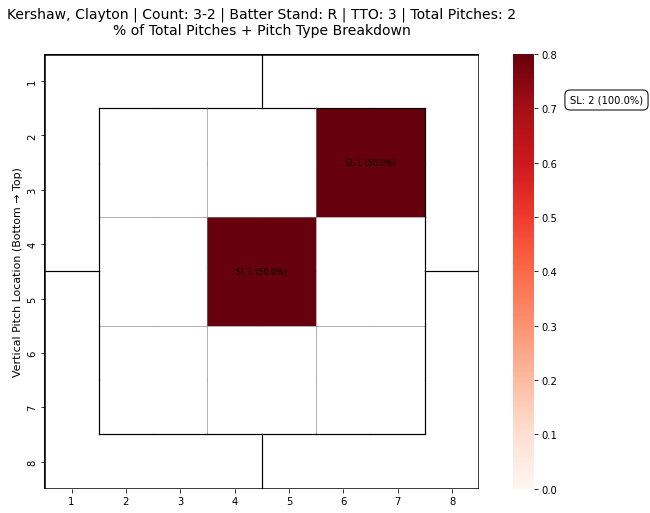 Kershaw, Clayton | Count: 3-2 | Batter Stand: R | TTO: 3 | Total Pitches: 2
% of Total Pitches + Pitch Type Breakdown
0.8
SL: 2 (100.0%)
1
0.7
2
SL 1 (50.0%)
0.6
3
Vertical Pitch Location (Bottom → Top)
0.5
4
SL 1 (50.0%)
0.4
5
0.3
6
0.2
7
0.1
8
0.0
1 2 3 4 5 6 7 8